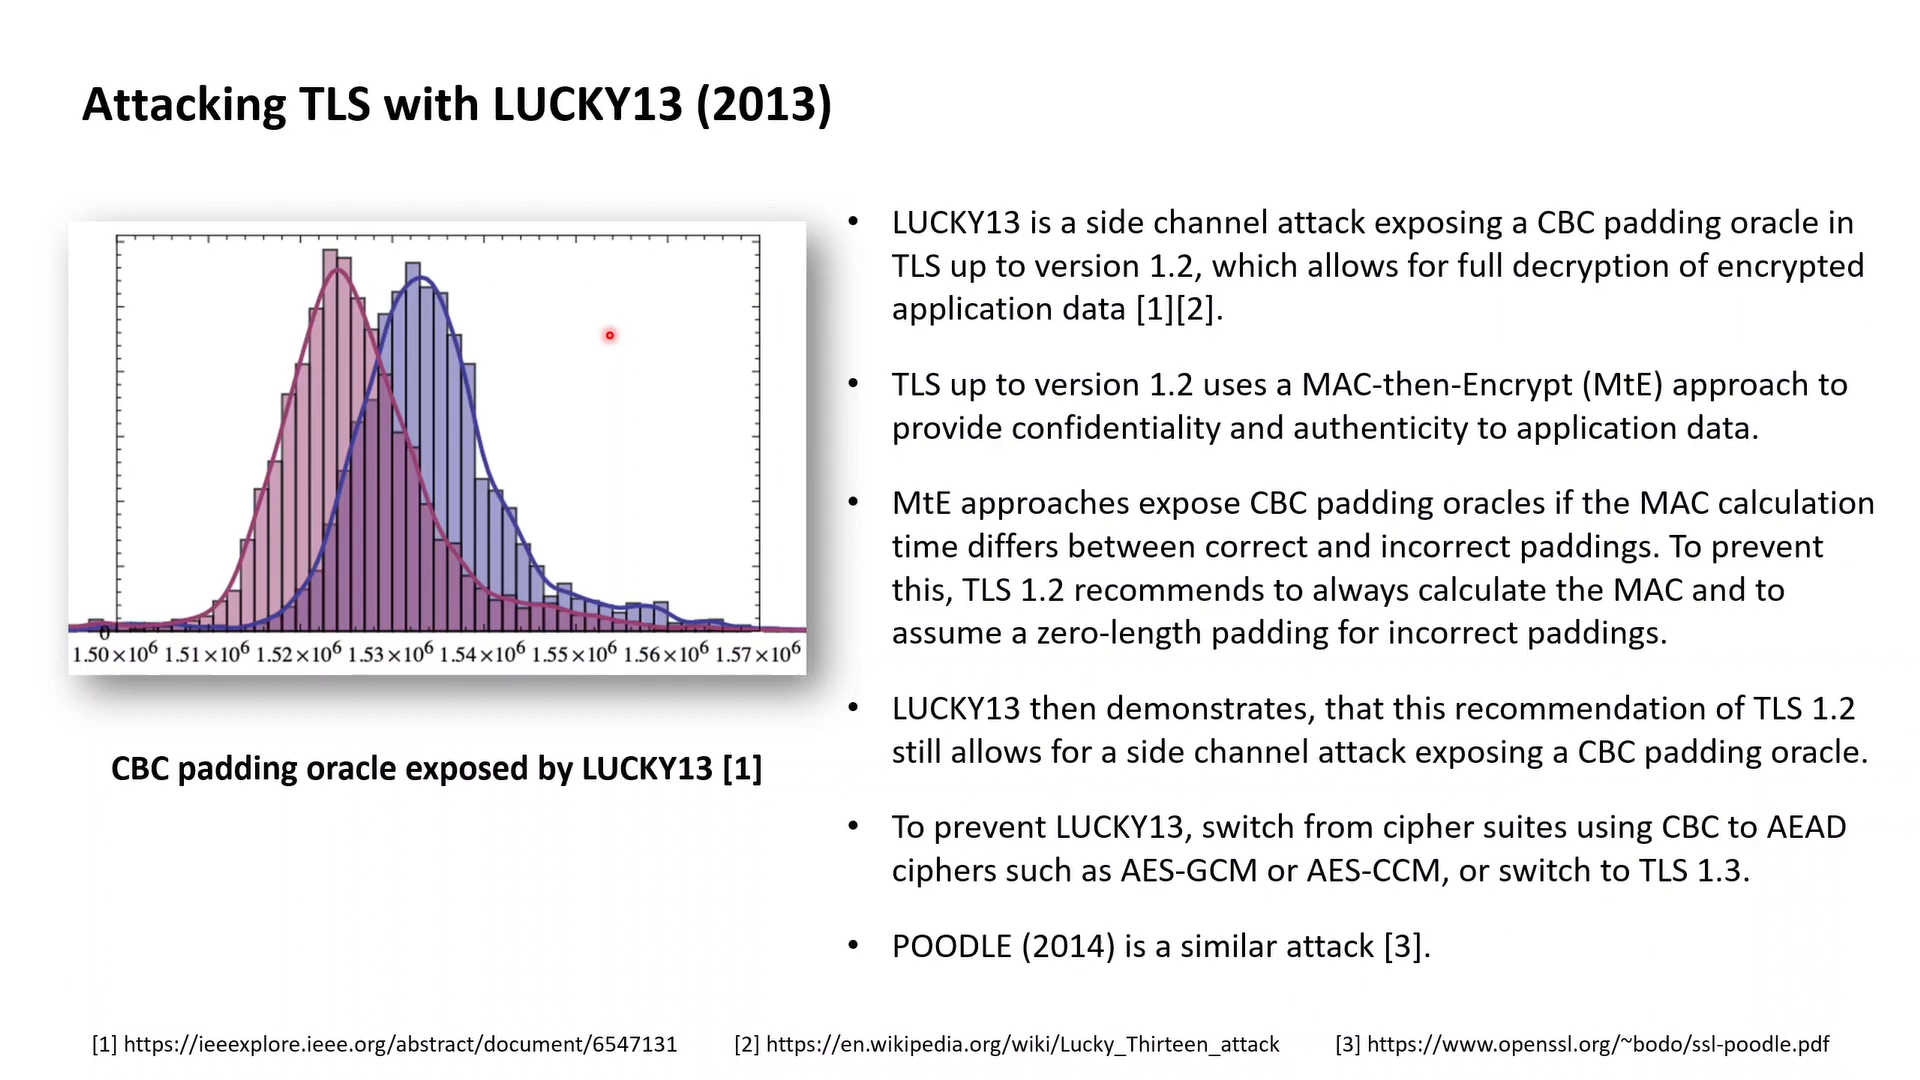 Attacking TLS with LUCKY13 (2013)
0
1.50×10⁶ 1.51×10⁶ 1.52×10⁶ 1.53×10⁶ 1.54×10⁶ 1.55×10⁶ 1.56×10⁶ 1.57×10⁶
CBC padding oracle exposed by LUCKY13 [1]
• LUCKY13 is a side channel attack exposing a CBC padding oracle in
TLS up to version 1.2, which allows for full decryption of encrypted
application data [1][2].
• TLS up to version 1.2 uses a MAC-then-Encrypt (MtE) approach to
provide confidentiality and authenticity to application data.
• MtE approaches expose CBC padding oracles if the MAC calculation
time differs between correct and incorrect paddings. To prevent
this, TLS 1.2 recommends to always calculate the MAC and to
assume a zero-length padding for incorrect paddings.
• LUCKY13 then demonstrates, that this recommendation of TLS 1.2
still allows for a side channel attack exposing a CBC padding oracle.
• To prevent LUCKY13, switch from cipher suites using CBC to AEAD
ciphers such as AES-GCM or AES-CCM, or switch to TLS 1.3.
• POODLE (2014) is a similar attack [3].
[1] https://ieeexplore.ieee.org/abstract/document/6547131 [2] https://en.wikipedia.org/wiki/Lucky_Thirteen_attack [3] https://www.openssl.org/~bodo/ssl-poodle.pdf